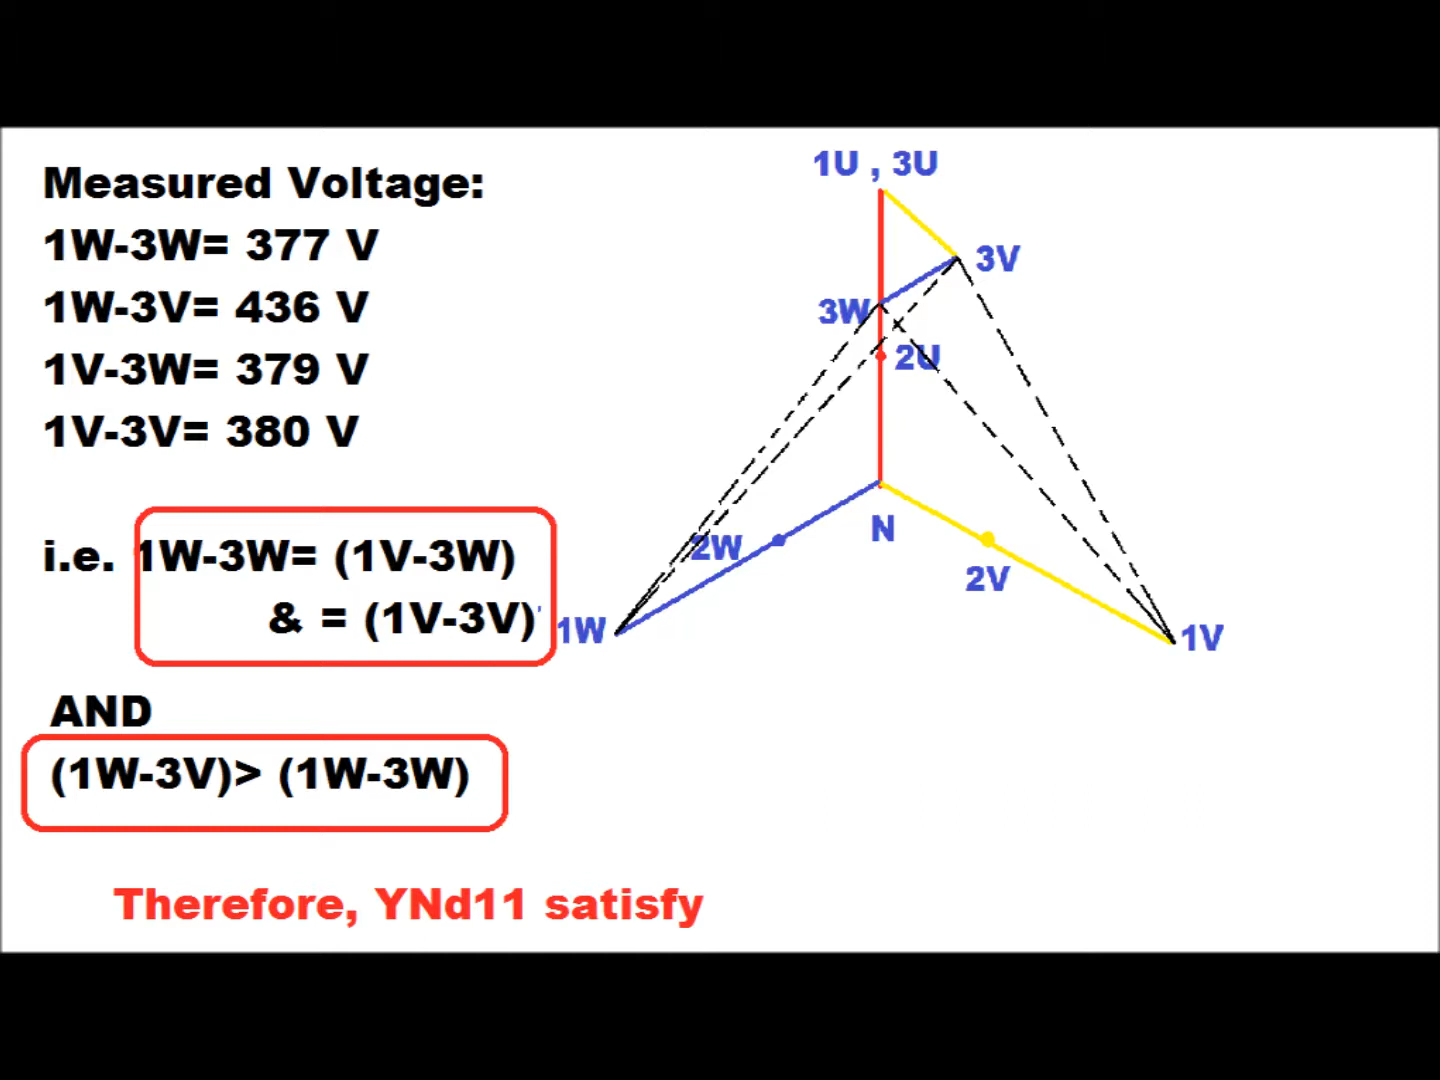 Measured Voltage:
1W-3W= 377 V
1W-3V= 436 V
1V-3W= 379 V
1V-3V= 380 V
i.e. 1W-3W= (1V-3W)
& = (1V-3V)
AND
(1W-3V)> (1W-3W)
Therefore, YNd11 satisfy
1U , 3U
3V
3W
2U
N
2W
2V
1W
1V